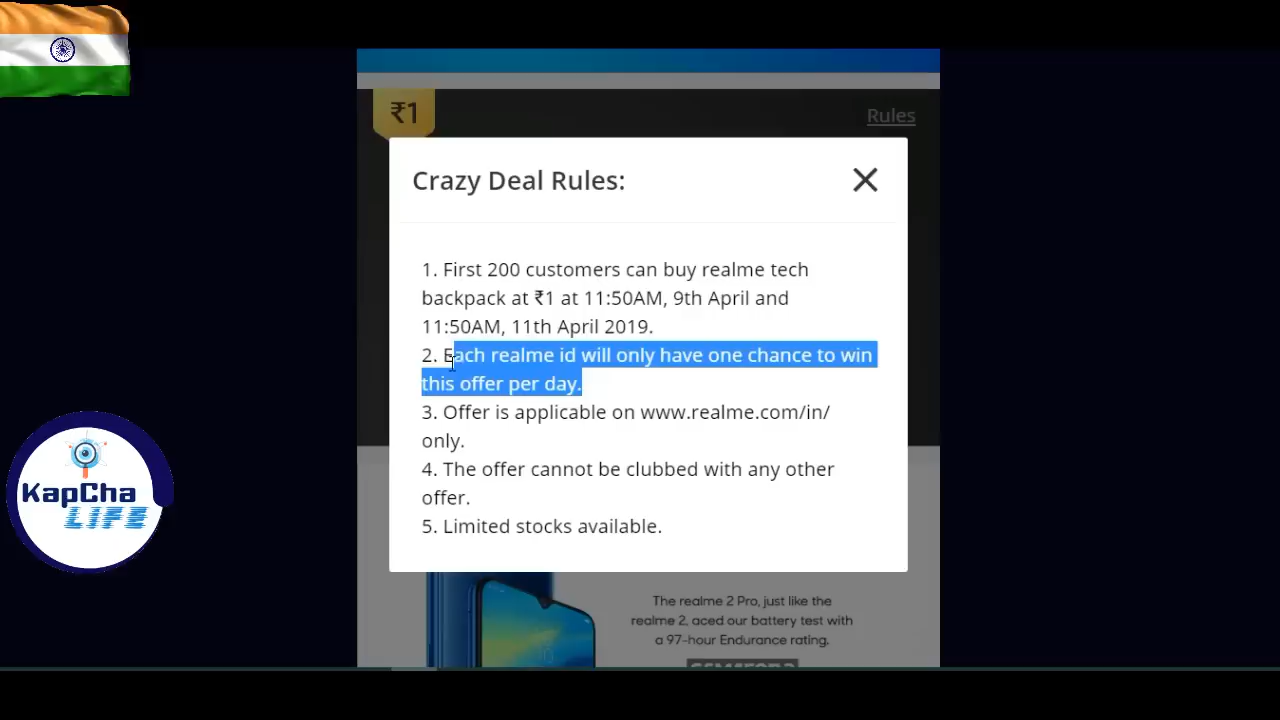 ₹1
Rules
Crazy Deal Rules:
1. First 200 customers can buy realme tech
backpack at ₹1 at 11:50AM, 9th April and
11:50AM, 11th April 2019.
2. Each realme id will only have one chance to win
this offer per day.
3. Offer is applicable on www.realme.com/in/
only.
4. The offer cannot be clubbed with any other
offer.
5. Limited stocks available.
KapCha
LIFE
The realme 2 Pro, just like the
realme 2, aced our battery test with
a 97-hour Endurance rating.